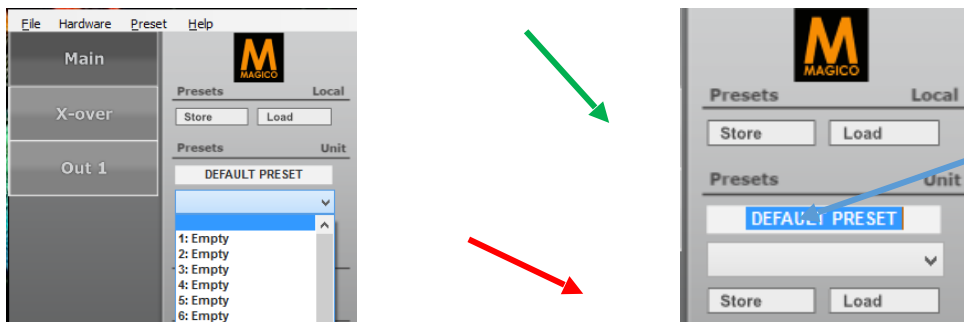 File Hardware Preset Help
Main
X-over
Out 1
M
MAGICO
Presets Local
Store Load
Presets Unit
DEFAULT PRESET
1: Empty
2: Empty
3: Empty
4: Empty
5: Empty
6: Empty
M
MAGICO
Presets Local
Store Load
Presets Unit
DEFAULT PRESET
Store Load